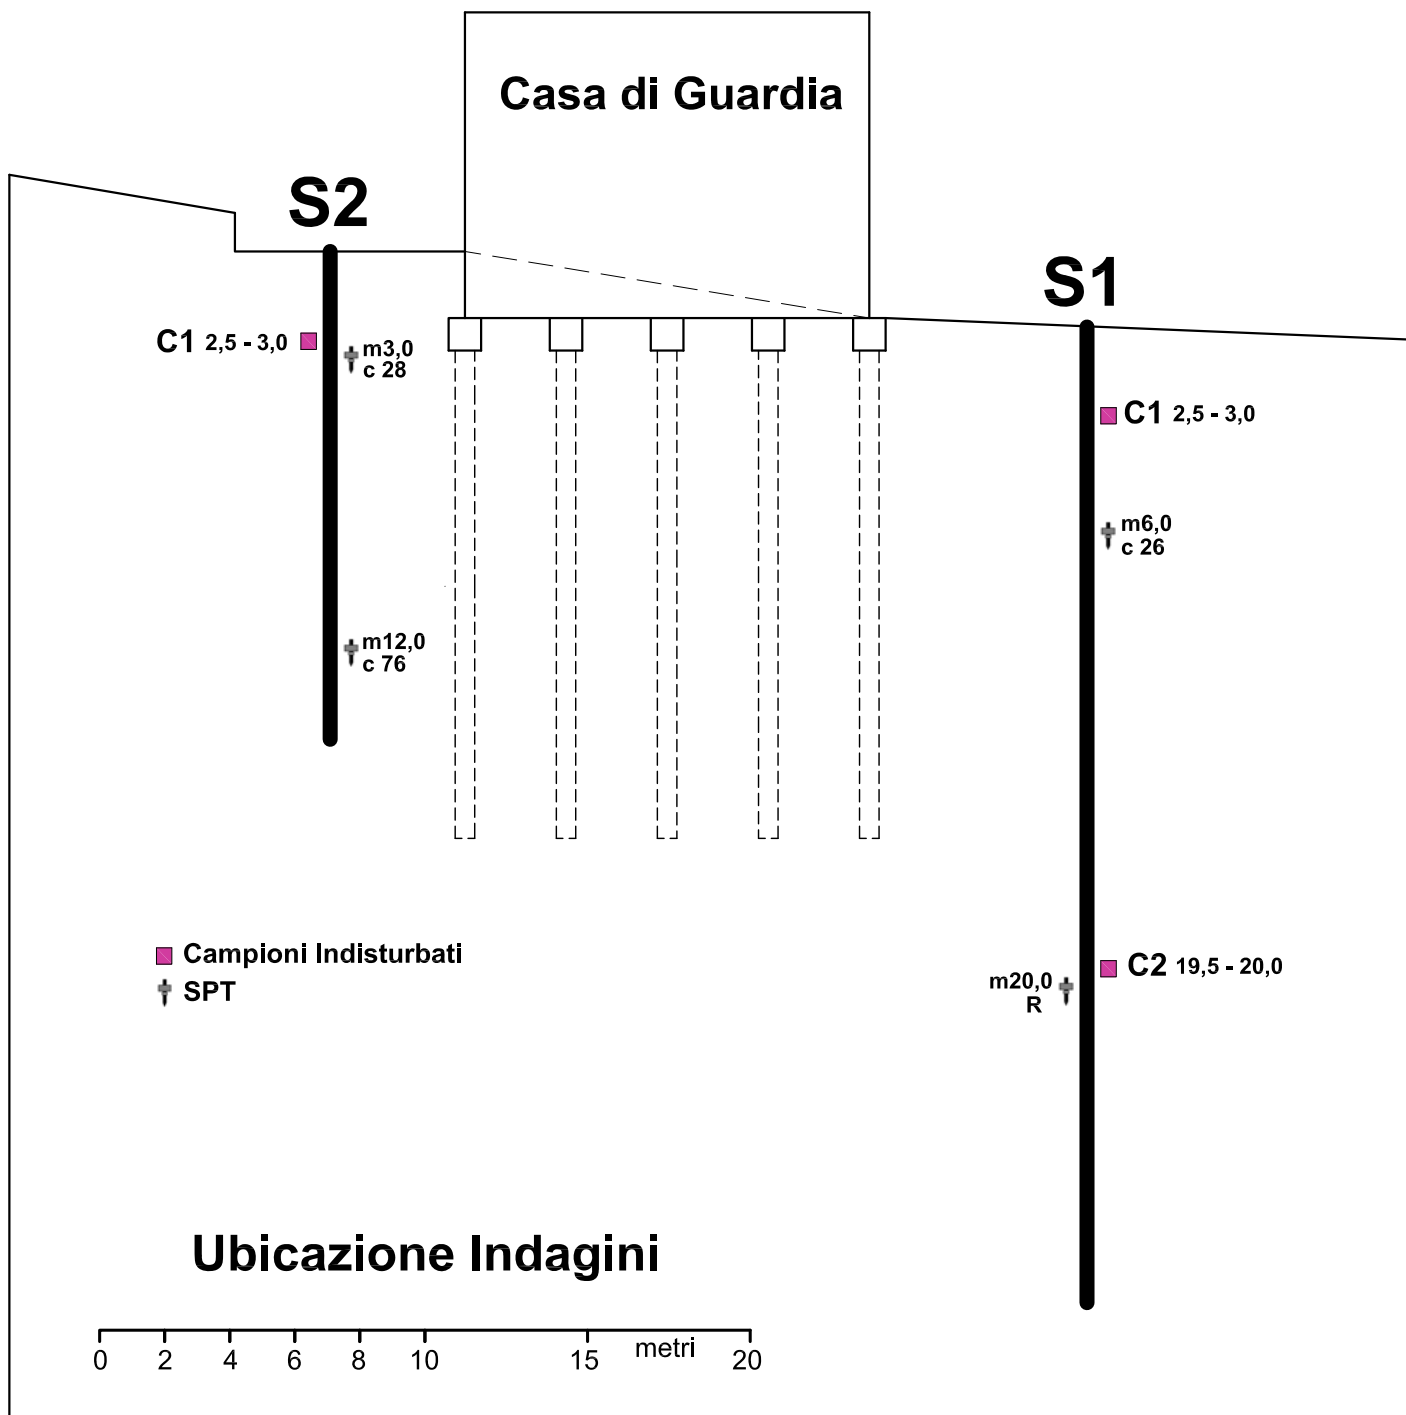 Casa di Guardia
S2
S1
C1 2,5 - 3,0
m3,0
c 28
C1 2,5 - 3,0
m6,0
c 26
m12,0
c 76
Campioni Indisturbati
SPT
C2 19,5 - 20,0
m20,0
R
Ubicazione Indagini
0 2 4 6 8 10 15 metri 20